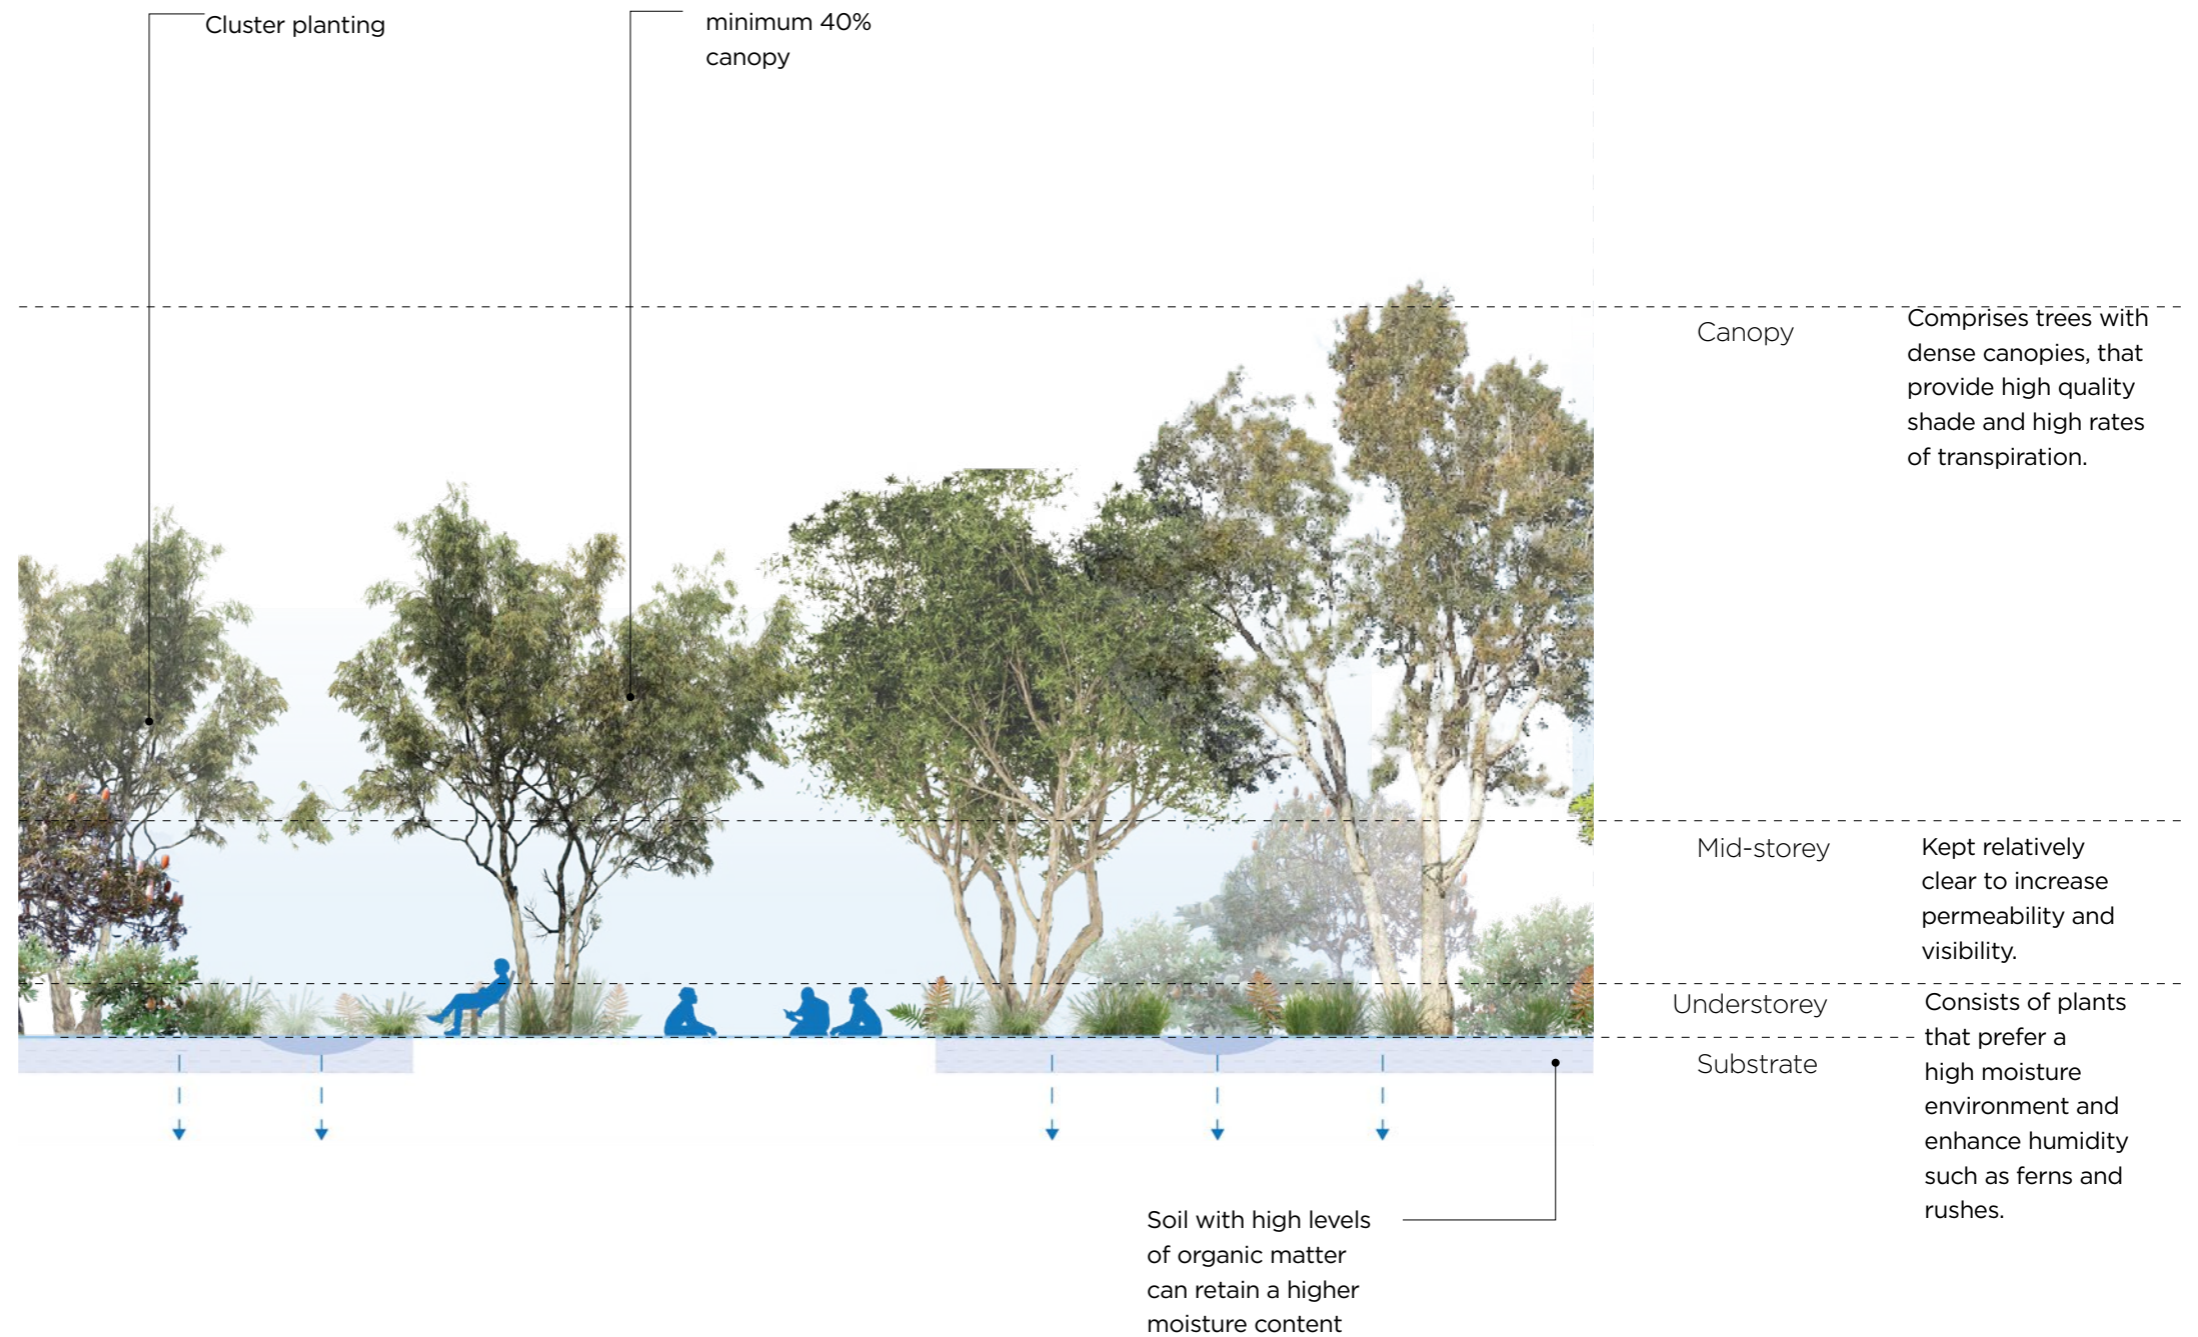 Cluster planting
minimum 40%
canopy
Canopy
Comprises trees with
dense canopies, that
provide high quality
shade and high rates
of transpiration.
Mid-storey
Kept relatively
clear to increase
permeability and
visibility.
Understorey
Consists of plants
that prefer a
high moisture
environment and
enhance humidity
such as ferns and
rushes.
Substrate
Soil with high levels
of organic matter
can retain a higher
moisture content